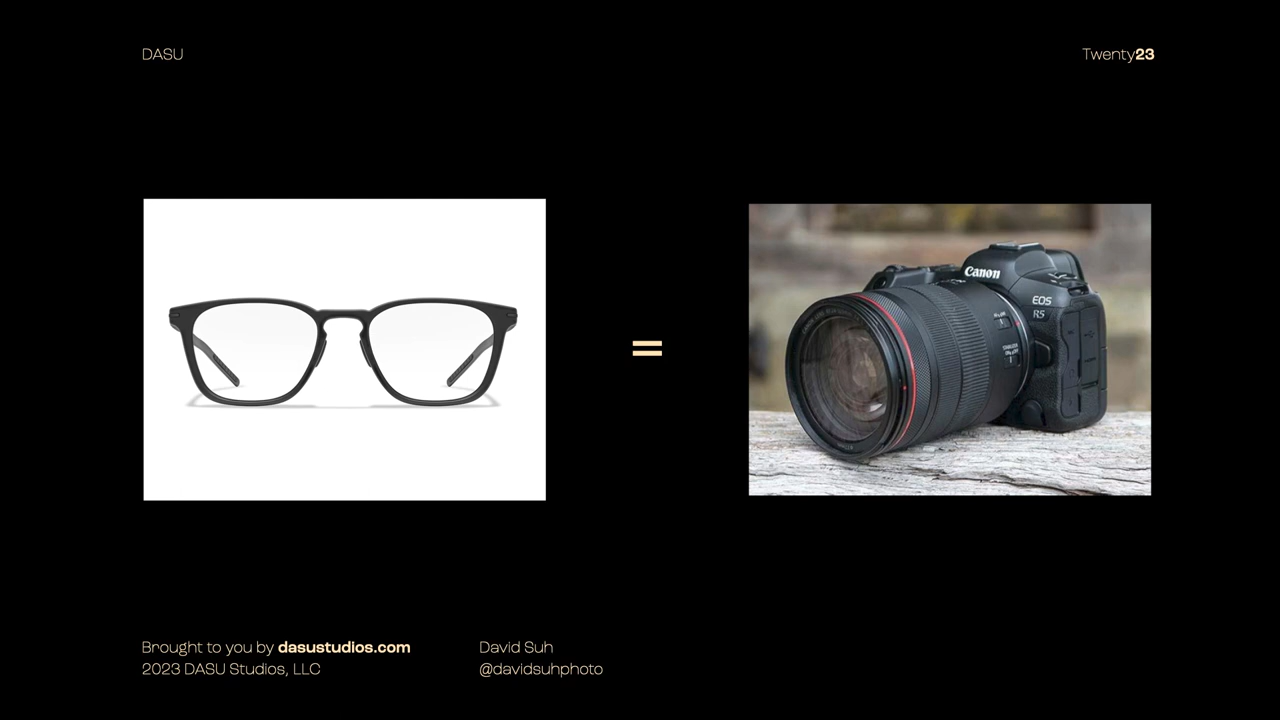 DASU
Twenty23
=
Canon
EOS
R5
Brought to you by dasustudios.com
2023 DASU Studios, LLC
David Suh
@davidsuhphoto